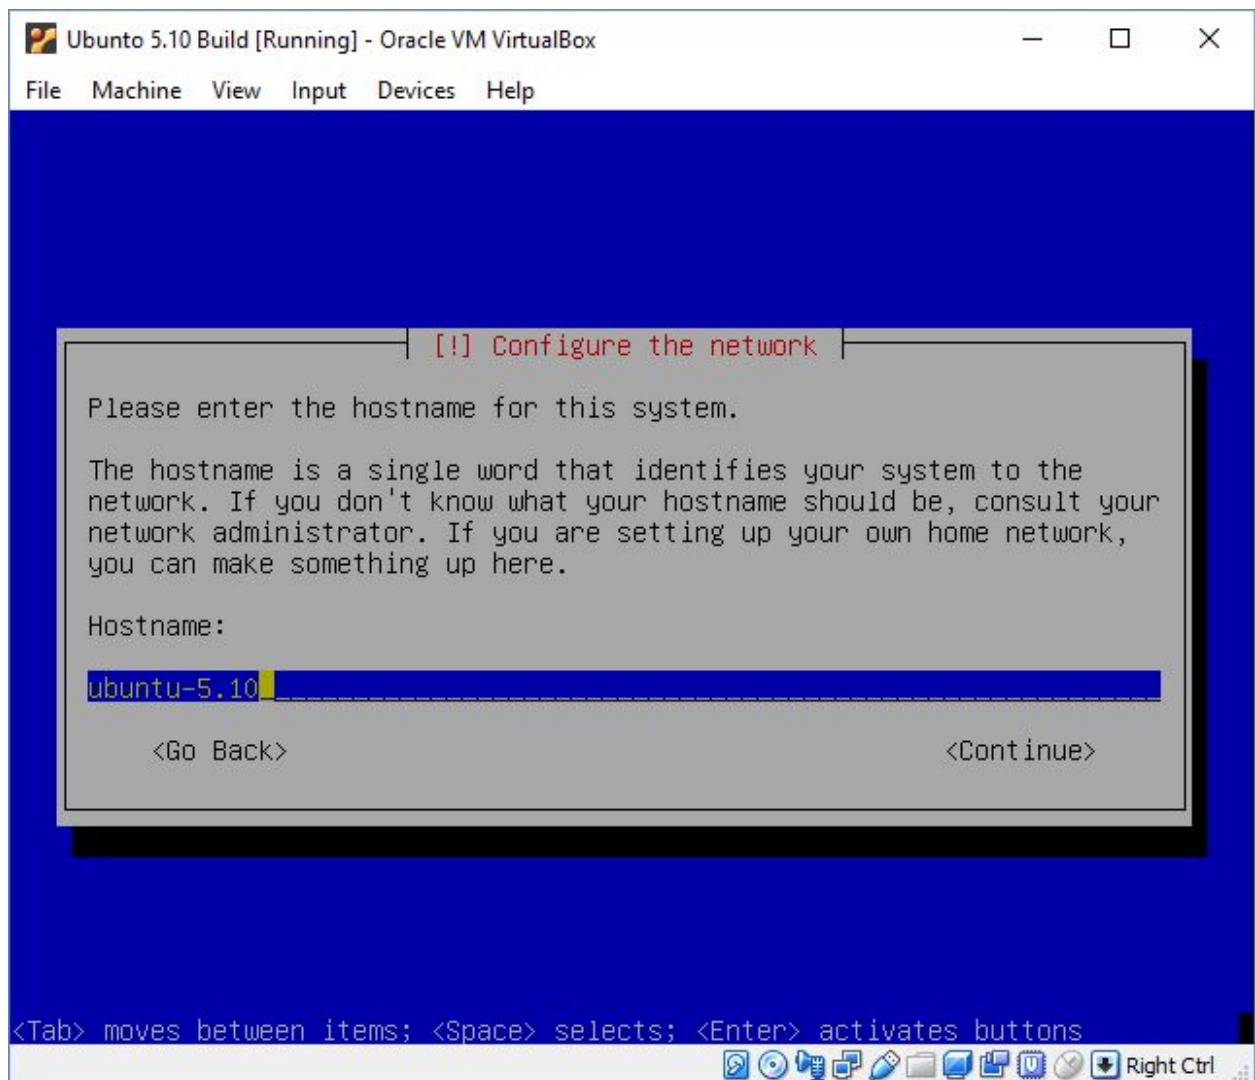 Ubunto 5.10 Build [Running] - Oracle VM VirtualBox
File Machine View Input Devices Help
[!] Configure the network
Please enter the hostname for this system.
The hostname is a single word that identifies your system to the
network. If you don't know what your hostname should be, consult your
network administrator. If you are setting up your own home network,
you can make something up here.
Hostname:
ubuntu-5.10
<Go Back> <Continue>
<Tab> moves between items; <Space> selects; <Enter> activates buttons
Right Ctrl